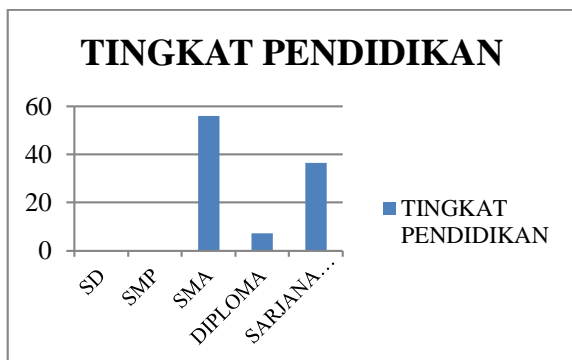 TINGKAT PENDIDIKAN
60
40
20
0
SD
SMP
SMA
DIPLOMA
SARJANA…
TINGKAT
PENDIDIKAN